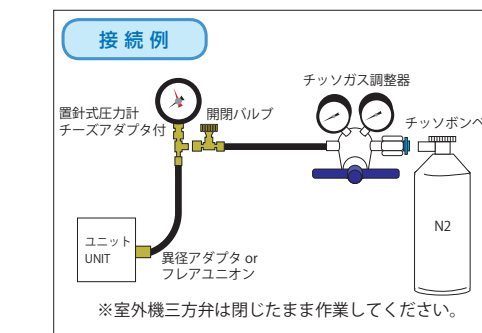 接続例
チッソガス調整器
置針式圧力計
チーズアダプタ付
開閉バルブ
チッソボンベ
N2
ユニット
UNIT
異径アダプタ or
フレアユニオン
※室外機三方弁は閉じたまま作業してください。